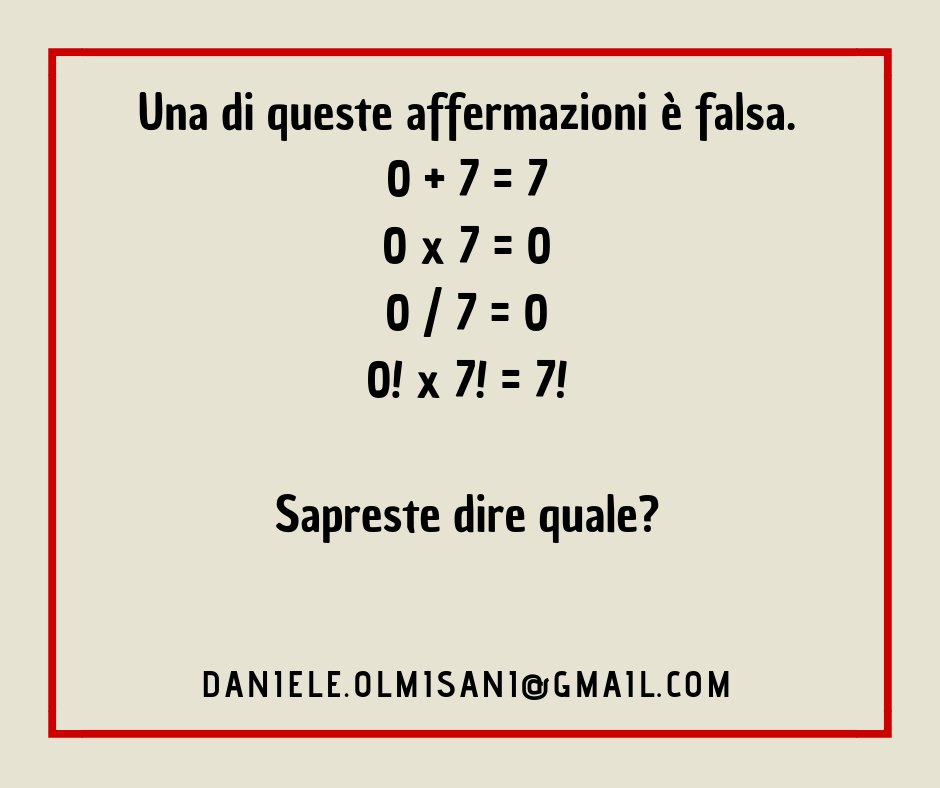 Una di queste affermazioni è falsa.
0 + 7 = 7
0 x 7 = 0
0 / 7 = 0
0! x 7! = 7!
Sapreste dire quale?
DANIELE.OLMISANI@GMAIL.COM